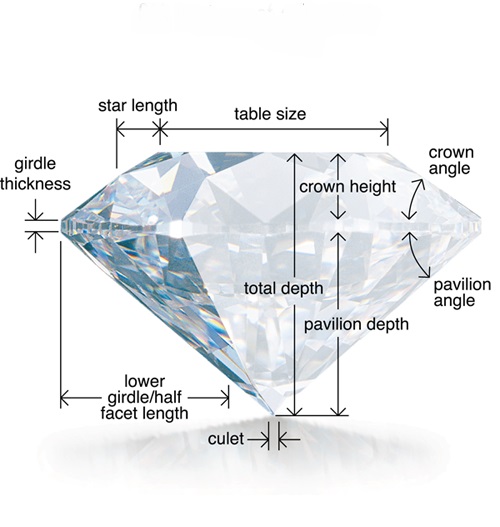 star length
table size
girdle
thickness
crown
angle
crown height
total depth
pavilion
angle
pavilion depth
lower
girdle/half
facet length
culet